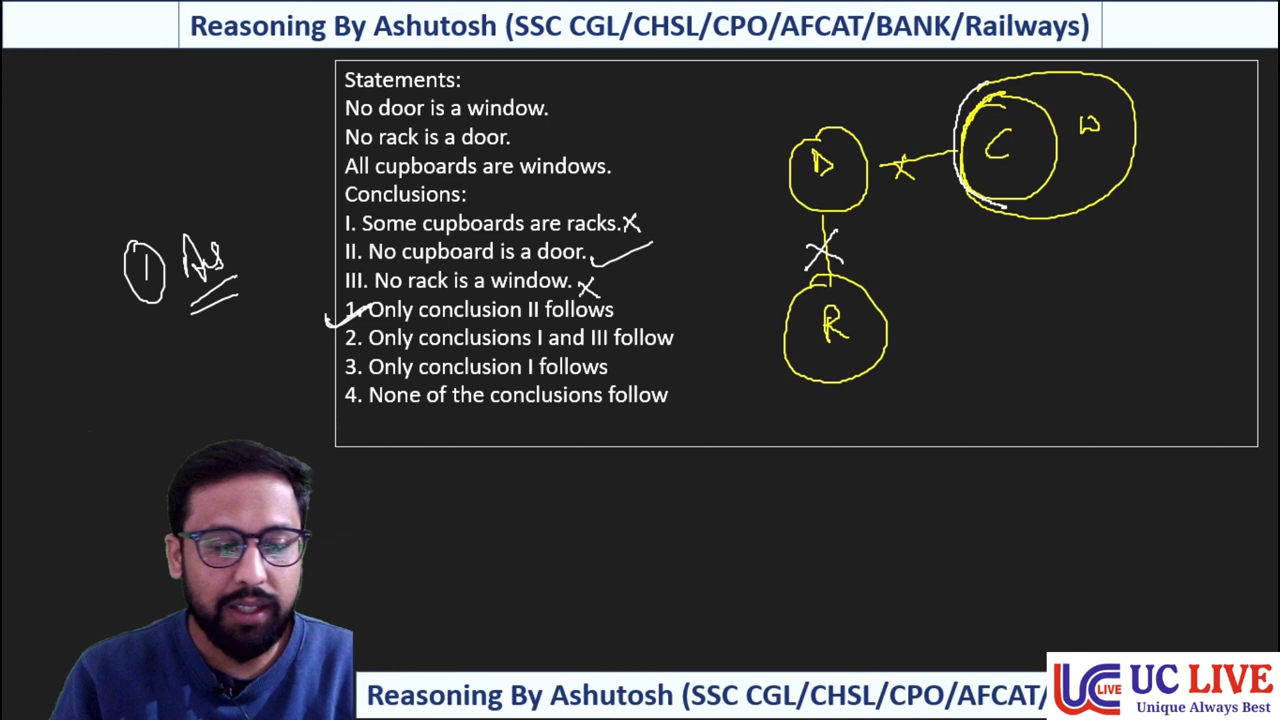 Reasoning By Ashutosh (SSC CGL/CHSL/CPO/AFCAT/BANK/Railways)
Statements:
No door is a window.
No rack is a door.
All cupboards are windows.
Conclusions:
I. Some cupboards are racks.
II. No cupboard is a door.
III. No rack is a window.
1. Only conclusion II follows
2. Only conclusions I and III follow
3. Only conclusion I follows
4. None of the conclusions follow
1 Ans
D
C
W
R
Reasoning By Ashutosh (SSC CGL/CHSL/CPO/AFCAT/
UC LIVE
LIVE
Unique Always Best